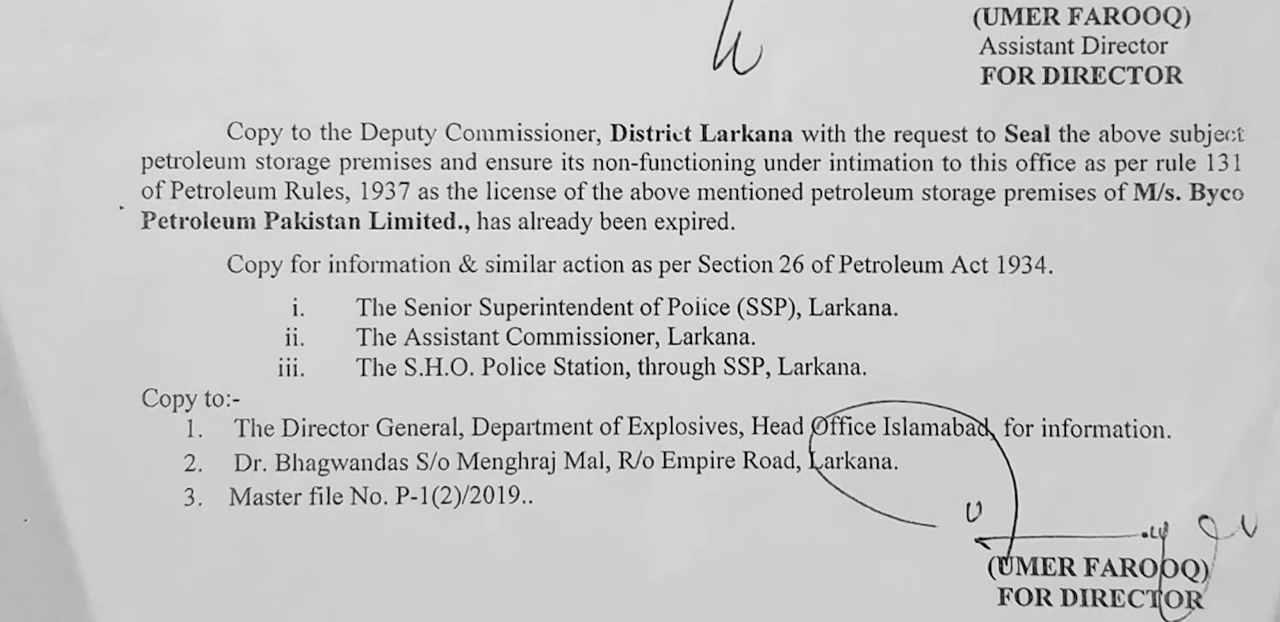 (UMER FAROOQ)
Assistant Director
FOR DIRECTOR
Copy to the Deputy Commissioner, District Larkana with the request to Seal the above subject
petroleum storage premises and ensure its non-functioning under intimation to this office as per rule 131
of Petroleum Rules, 1937 as the license of the above mentioned petroleum storage premises of M/s. Byco
Petroleum Pakistan Limited., has already been expired.
Copy for information & similar action as per Section 26 of Petroleum Act 1934.
i. The Senior Superintendent of Police (SSP), Larkana.
ii. The Assistant Commissioner, Larkana.
iii. The S.H.O. Police Station, through SSP, Larkana.
Copy to:-
1. The Director General, Department of Explosives, Head Office Islamabad, for information.
2. Dr. Bhagwandas S/o Menghraj Mal, R/o Empire Road, Larkana.
3. Master file No. P-1(2)/2019..
(UMER FAROOQ)
FOR DIRECTOR